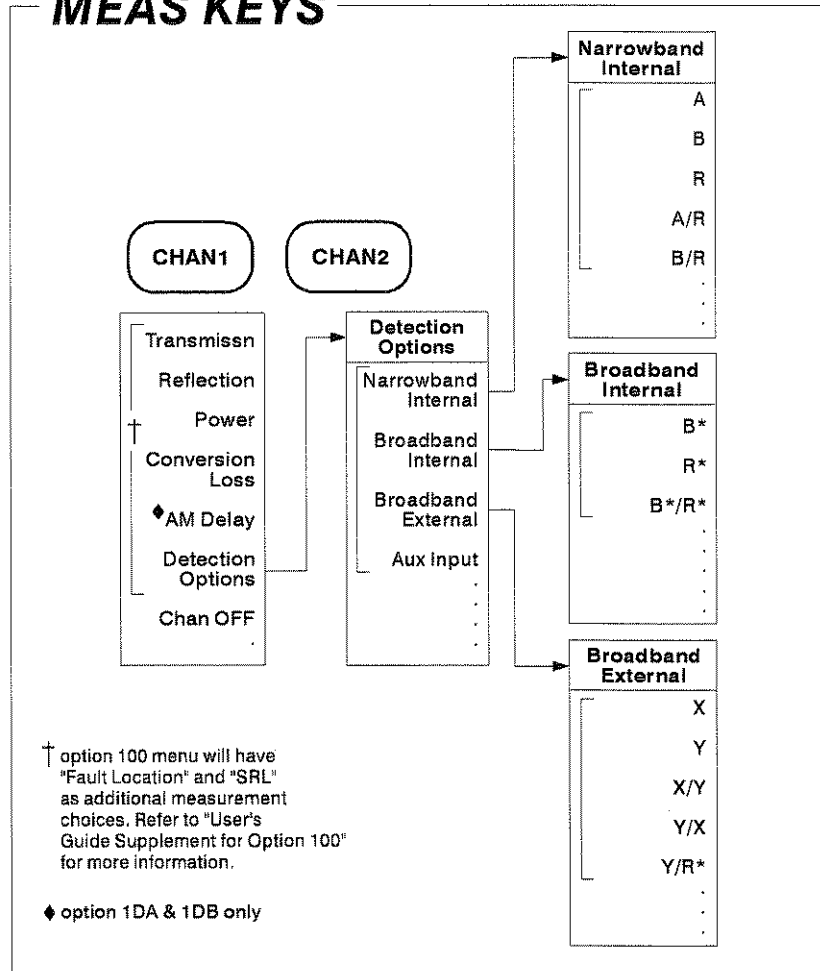 MEAS KEYS
CHAN1
CHAN2
Transmissn
Reflection
Power
†
Conversion
Loss
♦AM Delay
Detection
Options
Chan OFF
Detection
Options
Narrowband
Internal
Broadband
Internal
Broadband
External
Aux Input
Narrowband
Internal
A
B
R
A/R
B/R
Broadband
Internal
B*
R*
B*/R*
Broadband
External
X
Y
X/Y
Y/X
Y/R*
† option 100 menu will have
"Fault Location" and "SRL"
as additional measurement
choices. Refer to "User's
Guide Supplement for Option 100"
for more information.
♦ option 1DA & 1DB only